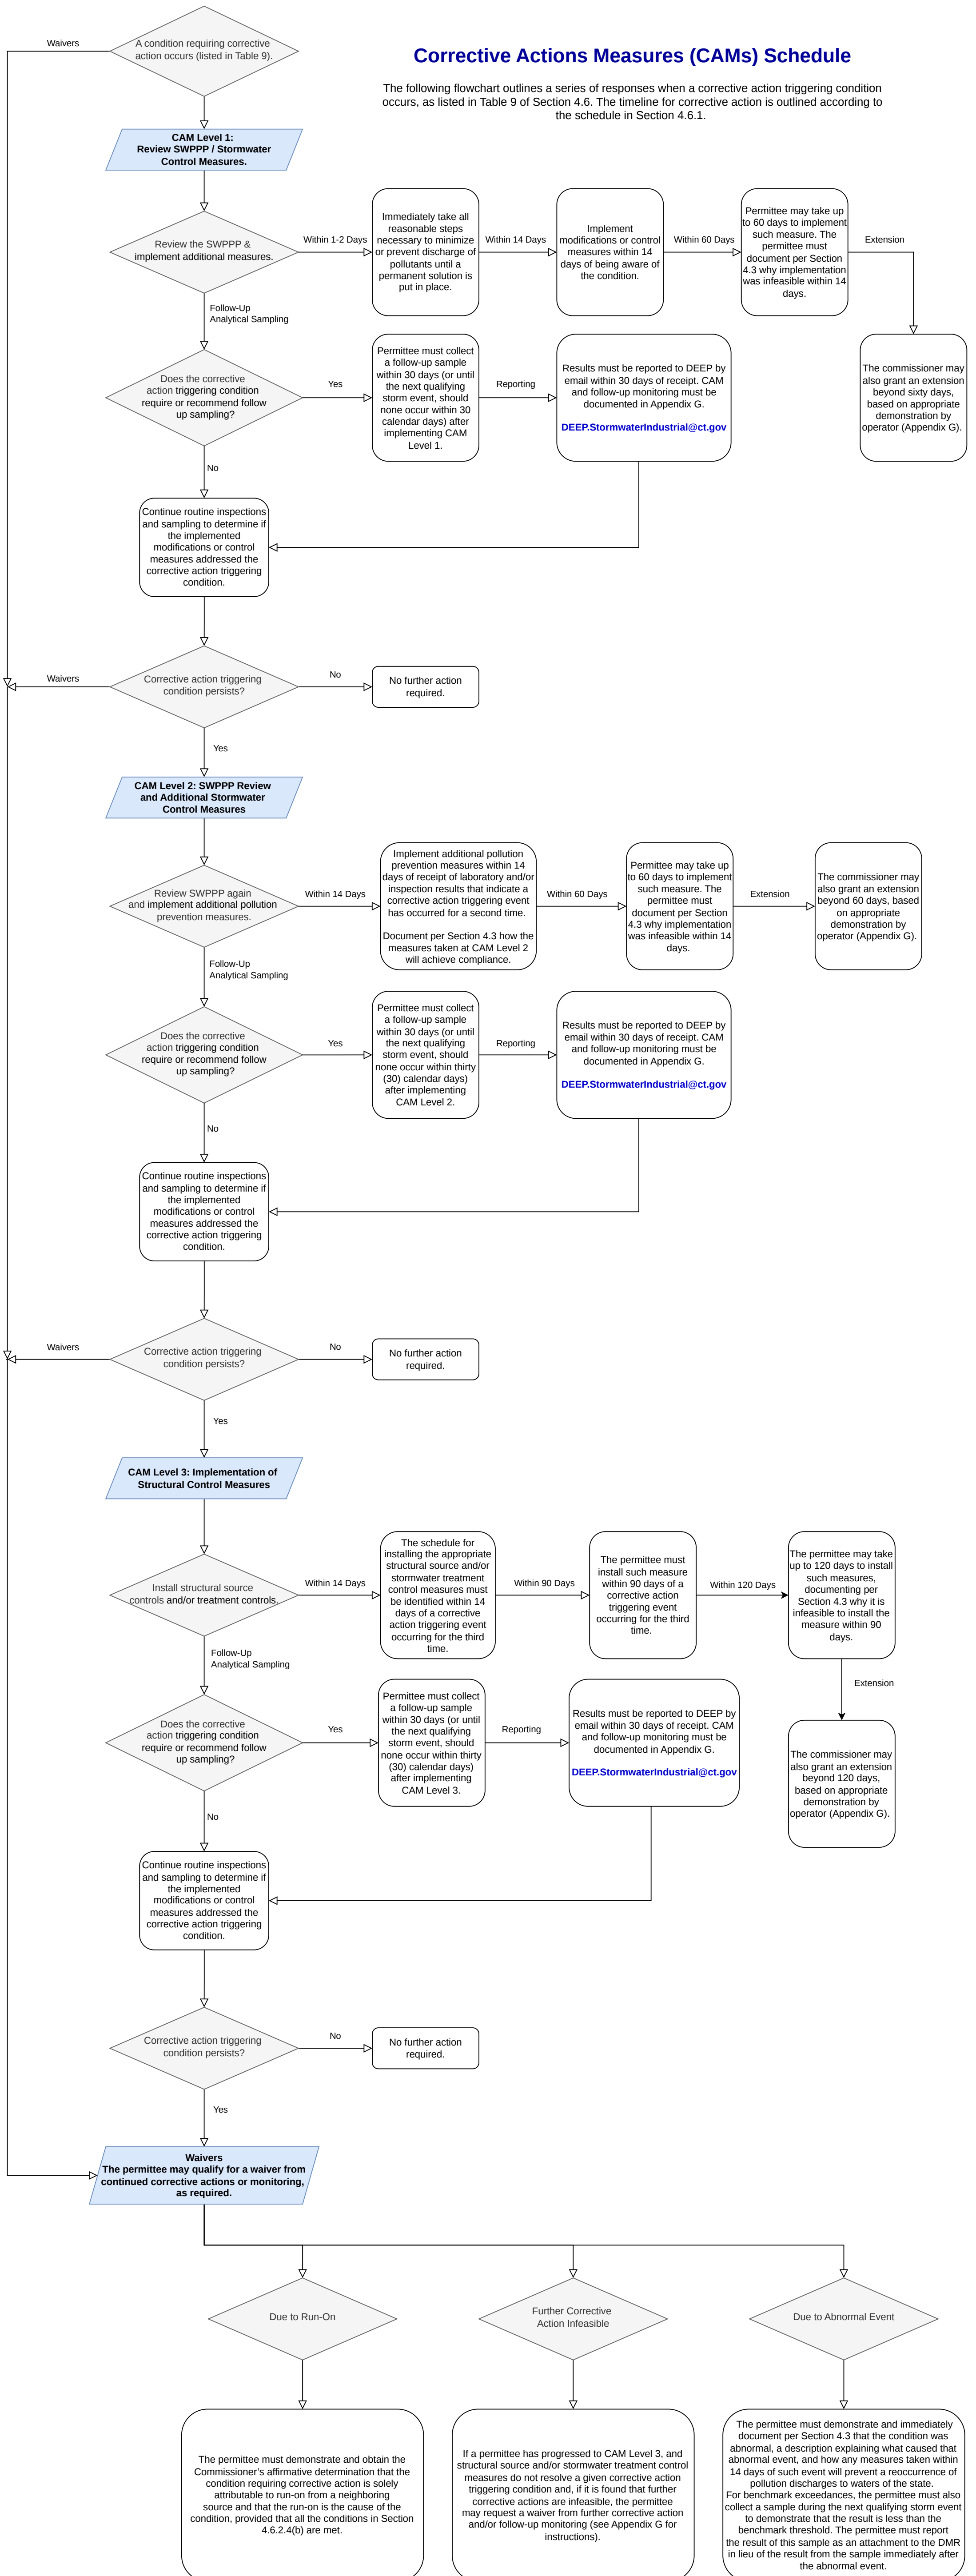 Waivers
A condition requiring corrective
action occurs (listed in Table 9).
Corrective Actions Measures (CAMs) Schedule
The following flowchart outlines a series of responses when a corrective action triggering condition
occurs, as listed in Table 9 of Section 4.6. The timeline for corrective action is outlined according to
the schedule in Section 4.6.1.
CAM Level 1:
Review SWPPP / Stormwater
Control Measures.
Review the SWPPP &
implement additional measures.
Within 1-2 Days
Immediately take all
reasonable steps
necessary to minimize
or prevent discharge of
pollutants until a
permanent solution is
put in place.
Within 14 Days
Implement
modifications or control
measures within 14
days of being aware of
the condition.
Within 60 Days
Permittee may take up
to 60 days to implement
such measure. The
permittee must
document per Section
4.3 why implementation
was infeasible within 14
days.
Extension
The commissioner may
also grant an extension
beyond sixty days,
based on appropriate
demonstration by
operator (Appendix G).
Follow-Up
Analytical Sampling
Does the corrective
action triggering condition
require or recommend follow
up sampling?
Yes
Permittee must collect
a follow-up sample
within 30 days (or until
the next qualifying
storm event, should
none occur within 30
calendar days) after
implementing CAM
Level 1.
Reporting
Results must be reported to DEEP by
email within 30 days of receipt. CAM
and follow-up monitoring must be
documented in Appendix G.
DEEP.StormwaterIndustrial@ct.gov
No
Continue routine inspections
and sampling to determine if
the implemented
modifications or control
measures addressed the
corrective action triggering
condition.
Waivers
Corrective action triggering
condition persists?
No
No further action
required.
Yes
CAM Level 2: SWPPP Review
and Additional Stormwater
Control Measures
Review SWPPP again
and implement additional pollution
prevention measures.
Within 14 Days
Implement additional pollution
prevention measures within 14
days of receipt of laboratory and/or
inspection results that indicate a
corrective action triggering event
has occurred for a second time.
Document per Section 4.3 how the
measures taken at CAM Level 2
will achieve compliance.
Within 60 Days
Permittee may take up
to 60 days to implement
such measure. The
permittee must
document per Section
4.3 why implementation
was infeasible within 14
days.
Extension
The commissioner may
also grant an extension
beyond 60 days, based
on appropriate
demonstration by
operator (Appendix G).
Follow-Up
Analytical Sampling
Does the corrective
action triggering condition
require or recommend follow
up sampling?
Yes
Permittee must collect
a follow-up sample
within 30 days (or until
the next qualifying
storm event, should
none occur within thirty
(30) calendar days)
after implementing
CAM Level 2.
Reporting
Results must be reported to DEEP by
email within 30 days of receipt. CAM
and follow-up monitoring must be
documented in Appendix G.
DEEP.StormwaterIndustrial@ct.gov
No
Continue routine inspections
and sampling to determine if
the implemented
modifications or control
measures addressed the
corrective action triggering
condition.
Waivers
Corrective action triggering
condition persists?
No
No further action
required.
Yes
CAM Level 3: Implementation of
Structural Control Measures
Install structural source
controls and/or treatment controls.
Within 14 Days
The schedule for
installing the appropriate
structural source and/or
stormwater treatment
control measures must
be identified within 14
days of a corrective
action triggering event
occurring for the third
time.
Within 90 Days
The permittee must
install such measure
within 90 days of a
corrective action
triggering event
occurring for the third
time.
Within 120 Days
The permittee may take
up to 120 days to install
such measures,
documenting per
Section 4.3 why it is
infeasible to install the
measure within 90
days.
Extension
The commissioner may
also grant an extension
beyond 120 days,
based on appropriate
demonstration by
operator (Appendix G).
Follow-Up
Analytical Sampling
Does the corrective
action triggering condition
require or recommend follow
up sampling?
Yes
Permittee must collect
a follow-up sample
within 30 days (or until
the next qualifying
storm event, should
none occur within thirty
(30) calendar days)
after implementing
CAM Level 3.
Reporting
Results must be reported to DEEP by
email within 30 days of receipt. CAM
and follow-up monitoring must be
documented in Appendix G.
DEEP.StormwaterIndustrial@ct.gov
No
Continue routine inspections
and sampling to determine if
the implemented
modifications or control
measures addressed the
corrective action triggering
condition.
Corrective action triggering
condition persists?
No
No further action
required.
Yes
Waivers
The permittee may qualify for a waiver from
continued corrective actions or monitoring,
as required.
Due to Run-On
Further Corrective
Action Infeasible
Due to Abnormal Event
The permittee must demonstrate and obtain the
Commissioner's affirmative determination that the
condition requiring corrective action is solely
attributable to run-on from a neighboring
source and that the run-on is the cause of the
condition, provided that all the conditions in Section
4.6.2.4(b) are met.
If a permittee has progressed to CAM Level 3, and
structural source and/or stormwater treatment control
measures do not resolve a given corrective action
triggering condition and, if it is found that further
corrective actions are infeasible, the permittee
may request a waiver from further corrective action
and/or follow-up monitoring (see Appendix G for
instructions).
The permittee must demonstrate and immediately
document per Section 4.3 that the condition was
abnormal, a description explaining what caused that
abnormal event, and how any measures taken within
14 days of such event will prevent a reoccurrence of
pollution discharges to waters of the state.
For benchmark exceedances, the permittee must also
collect a sample during the next qualifying storm event
to demonstrate that the result is less than the
benchmark threshold. The permittee must report
the result of this sample as an attachment to the DMR
in lieu of the result from the sample immediately after
the abnormal event.